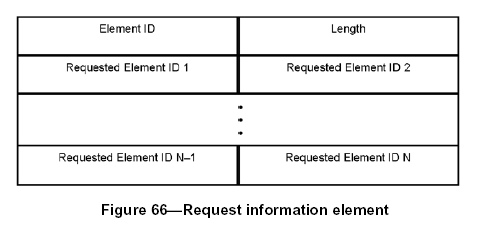 Element ID Length
Requested Element ID 1 Requested Element ID 2
Requested Element ID N–1 Requested Element ID N
Figure 66—Request information element